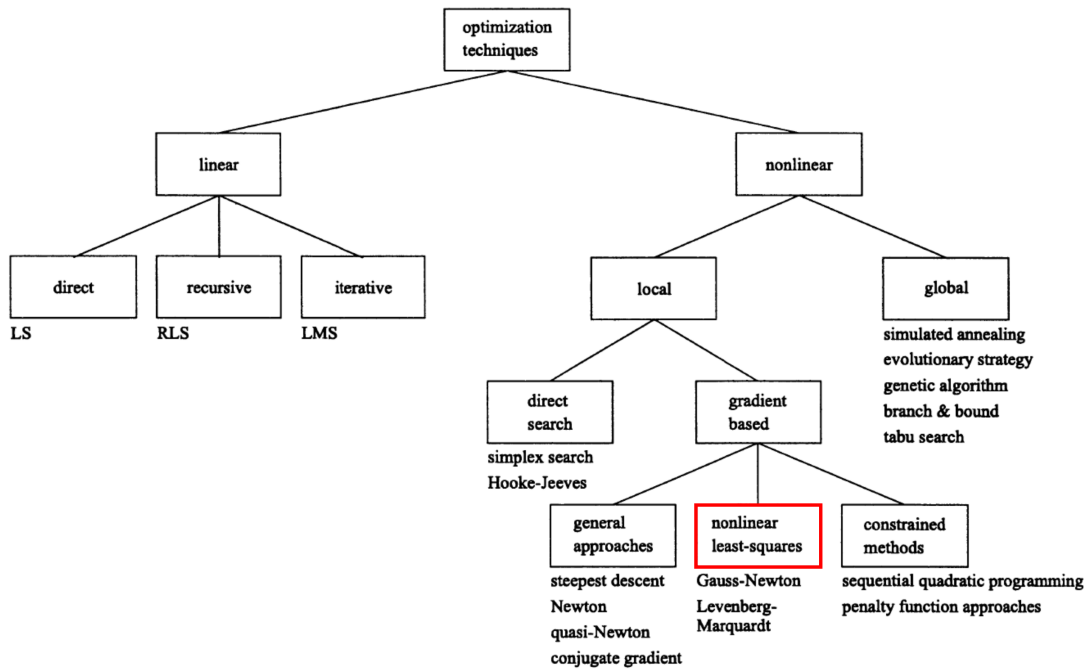 optimization
techniques
linear
nonlinear
direct
recursive
iterative
local
global
LS
RLS
LMS
simulated annealing
evolutionary strategy
genetic algorithm
branch & bound
tabu search
direct
search
gradient
based
simplex search
Hooke-Jeeves
general
approaches
nonlinear
least-squares
constrained
methods
steepest descent
Newton
quasi-Newton
conjugate gradient
Gauss-Newton
Levenberg-
Marquardt
sequential quadratic programming
penalty function approaches